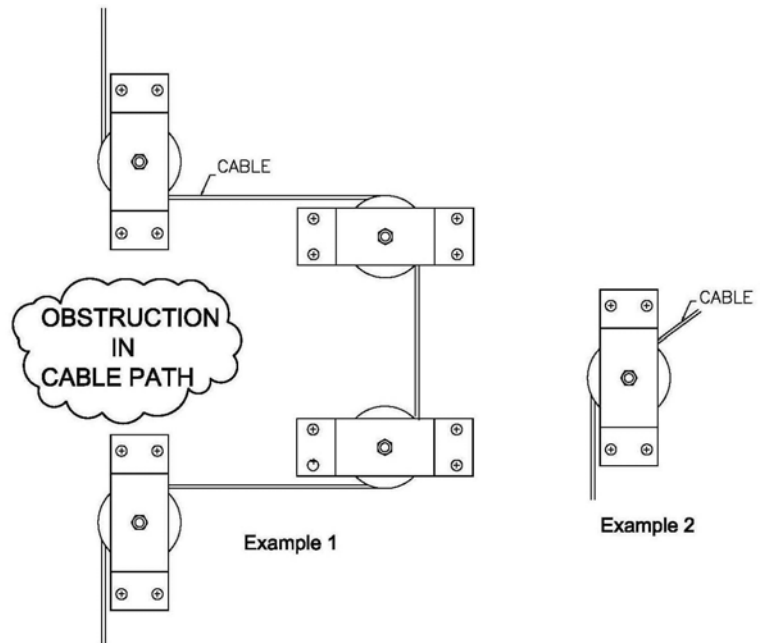 CABLE
OBSTRUCTION
IN
CABLE PATH
Example 1
CABLE
Example 2